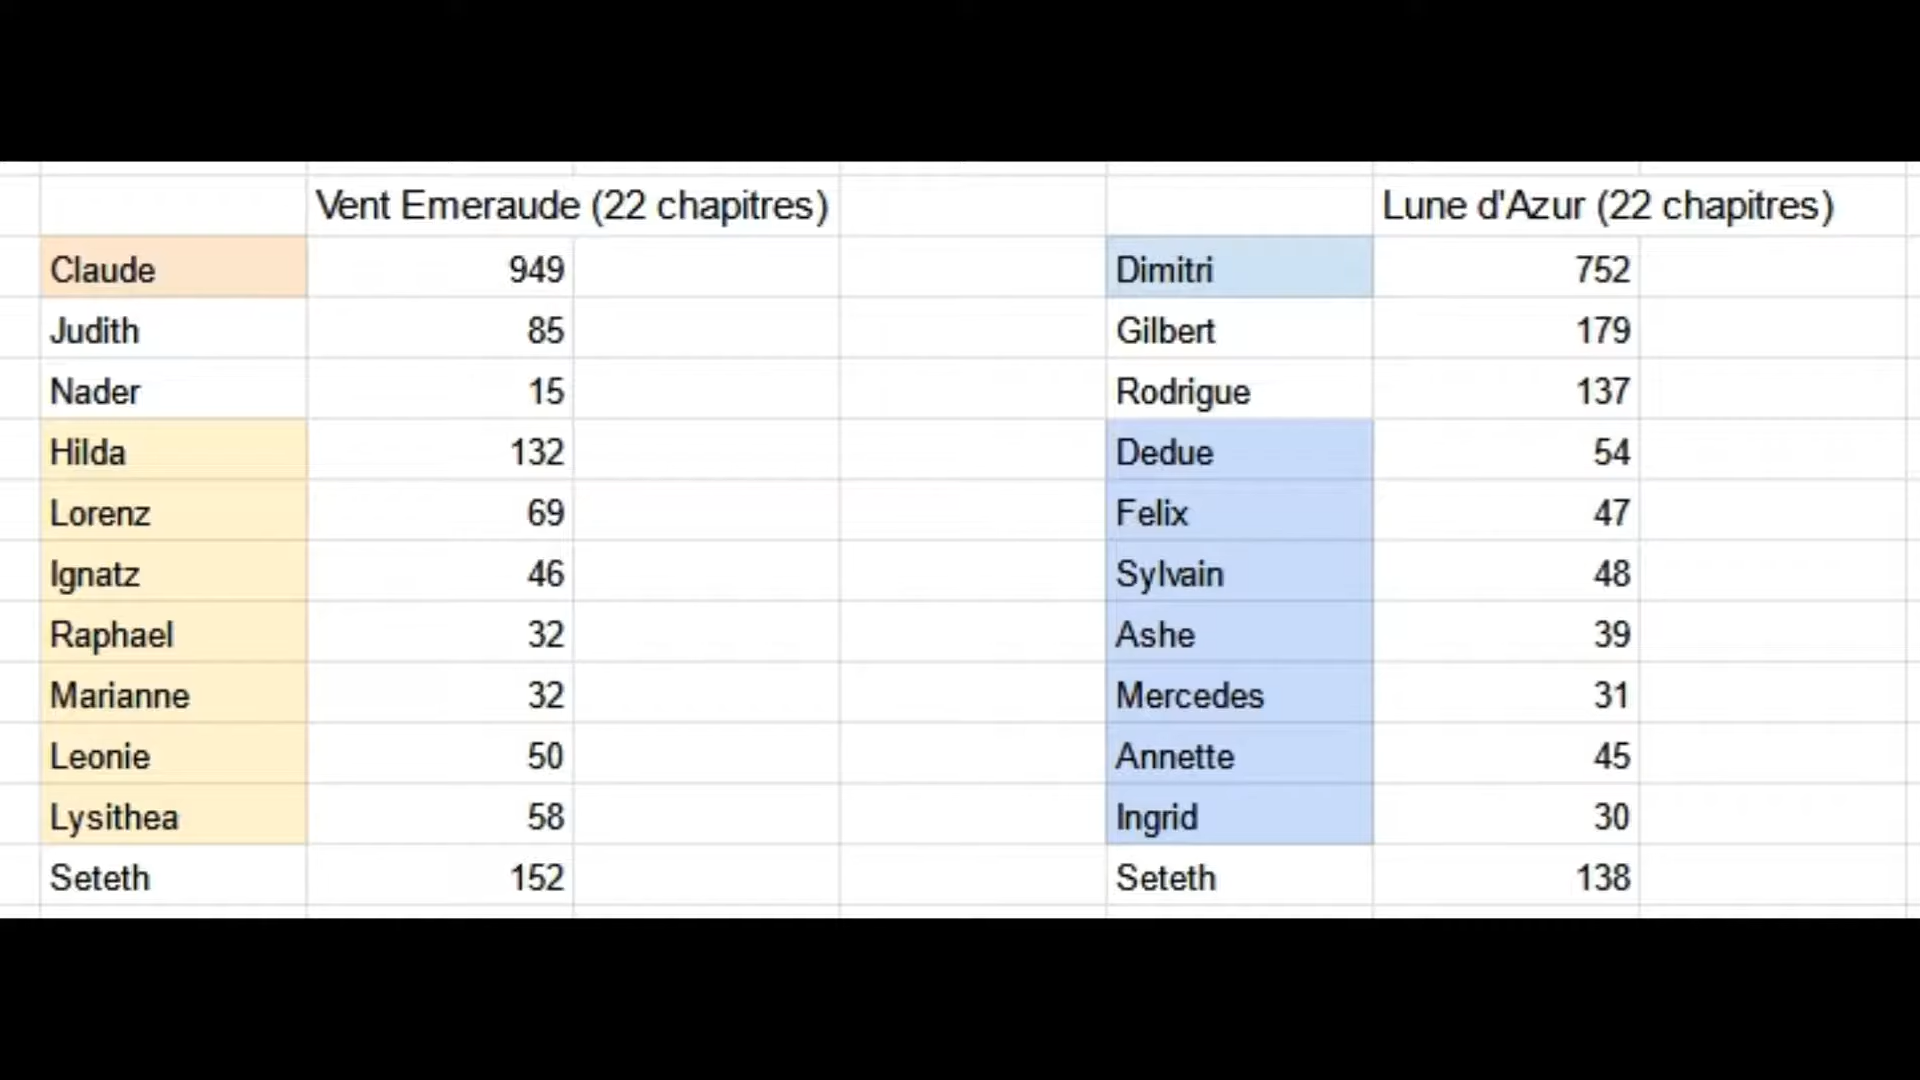 Vent Emeraude (22 chapitres) Lune d'Azur (22 chapitres)
Claude 949 Dimitri 752
Judith 85 Gilbert 179
Nader 15 Rodrigue 137
Hilda 132 Dedue 54
Lorenz 69 Felix 47
Ignatz 46 Sylvain 48
Raphael 32 Ashe 39
Marianne 32 Mercedes 31
Leonie 50 Annette 45
Lysithea 58 Ingrid 30
Seteth 152 Seteth 138